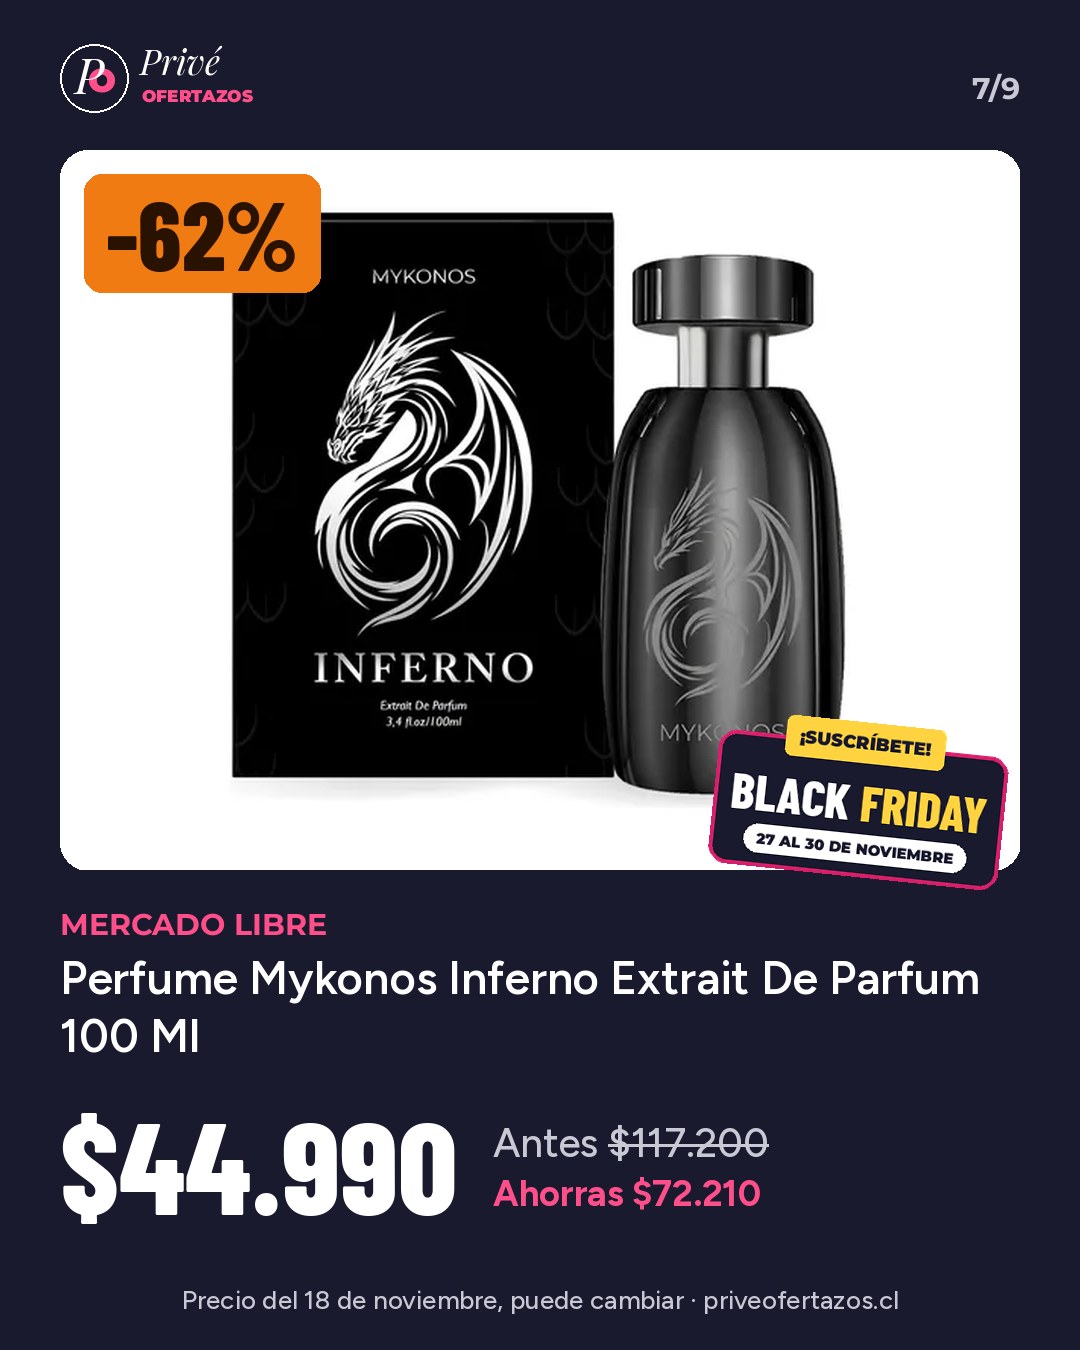 Po
Privé
OFERTAZOS
7/9
-62%
MYKONOS
INFERNO
Extrait De Parfum
3,4 fl.oz/100ml
MYKONOS
¡SUSCRÍBETE!
BLACK FRIDAY
27 AL 30 DE NOVIEMBRE
MERCADO LIBRE
Perfume Mykonos Inferno Extrait De Parfum
100 Ml
$44.990
Antes $117.200
Ahorras $72.210
Precio del 18 de noviembre, puede cambiar · priveofertazos.cl